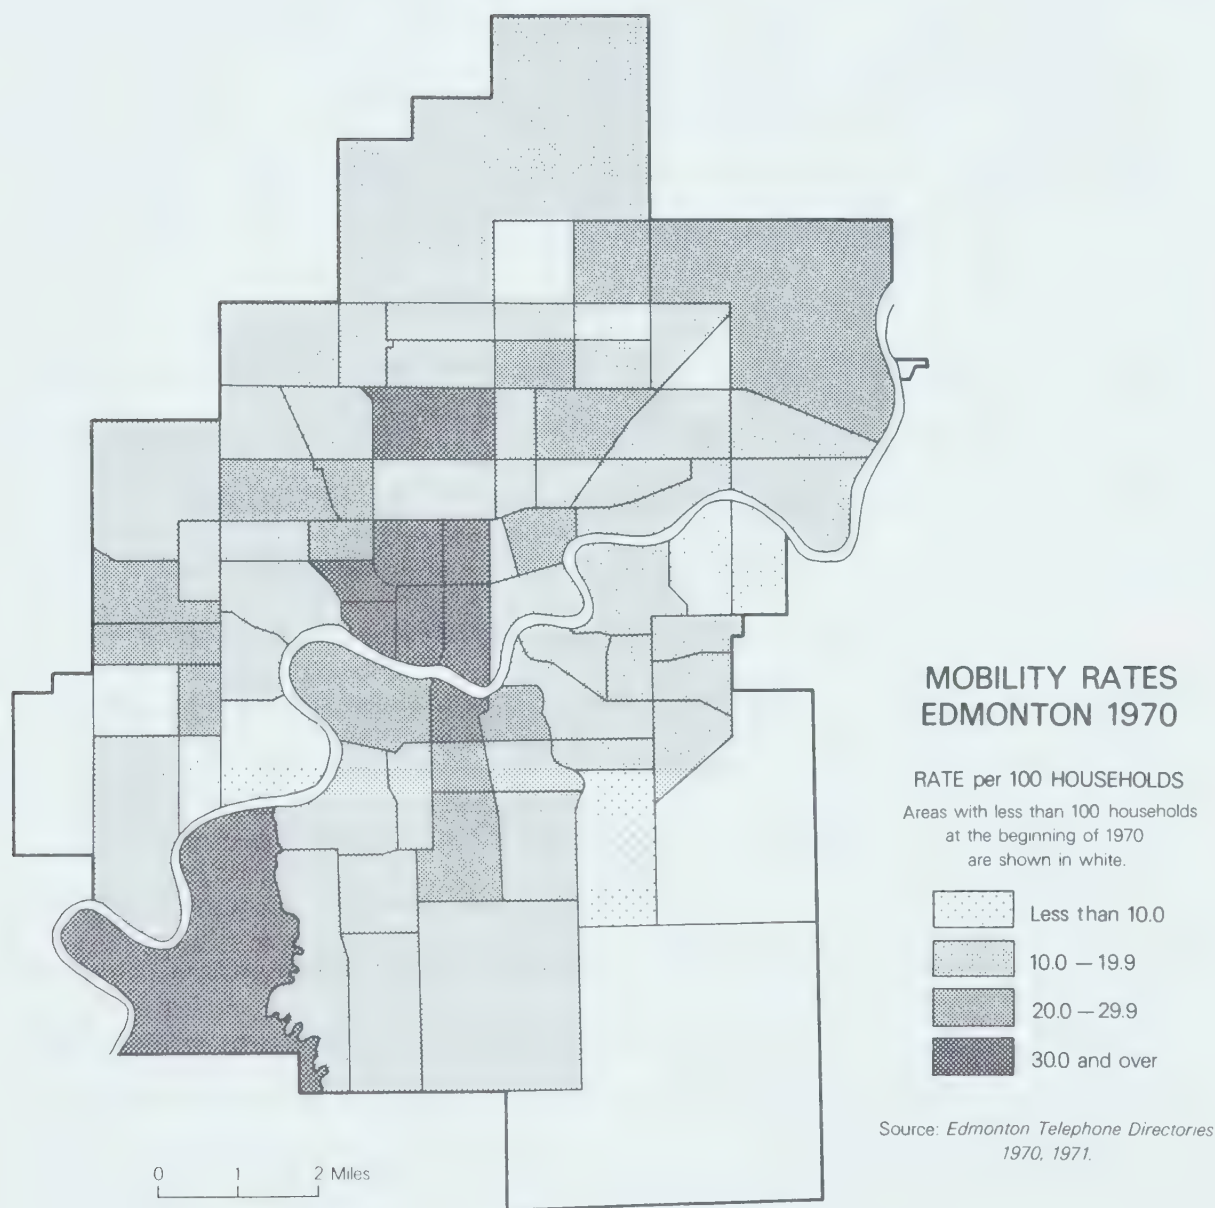 MOBILITY RATES
EDMONTON 1970
RATE per 100 HOUSEHOLDS
Areas with less than 100 households
at the beginning of 1970
are shown in white.
Less than 10.0
10.0 — 19.9
20.0 — 29.9
30.0 and over
Source: Edmonton Telephone Directories
1970, 1971.
0 1 2 Miles